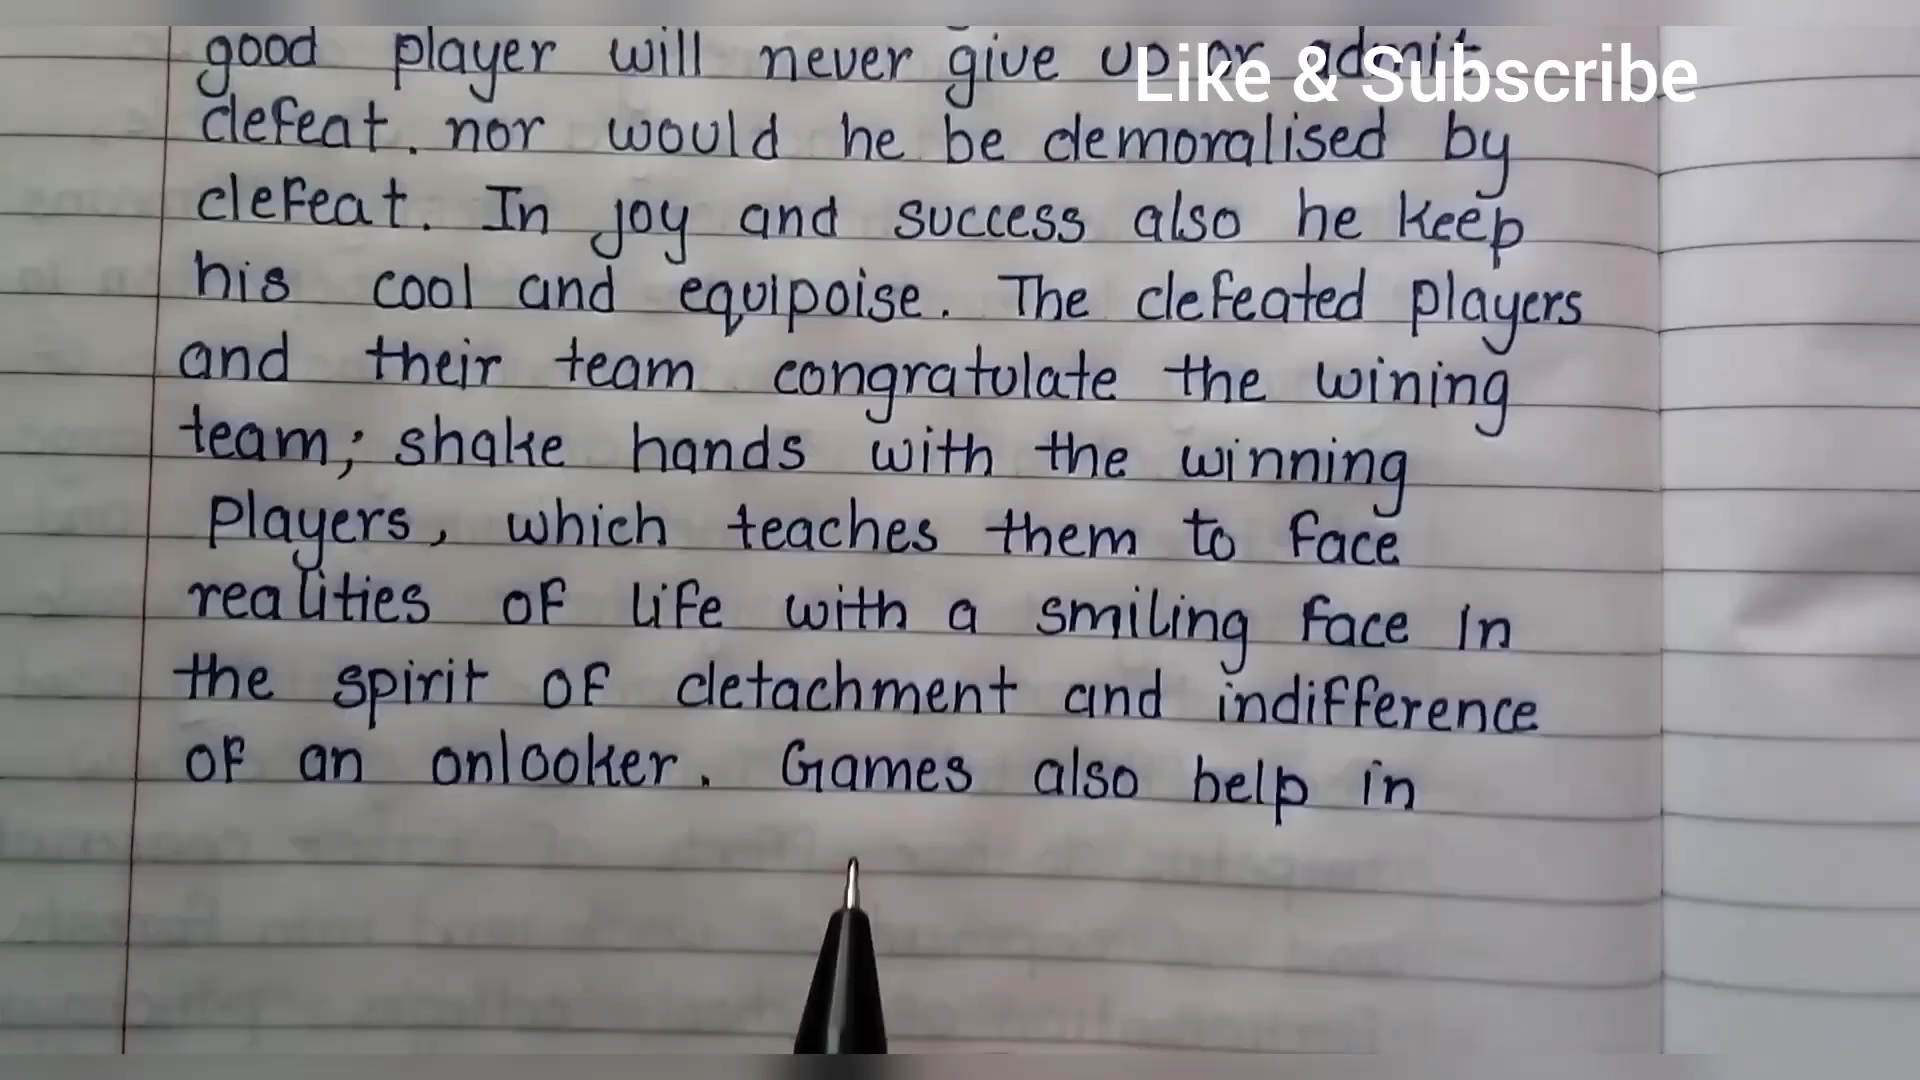 good player will never give up or admit
Like & Subscribe
defeat. nor would he be demoralised by
defeat. In joy and success also he keep
his cool and equipoise. The defeated players
and their team congratulate the wining
team; shake hands with the winning
players, which teaches them to face
realities of life with a smiling face In
the spirit of detachment and indifference
of an onlooker. Games also help in